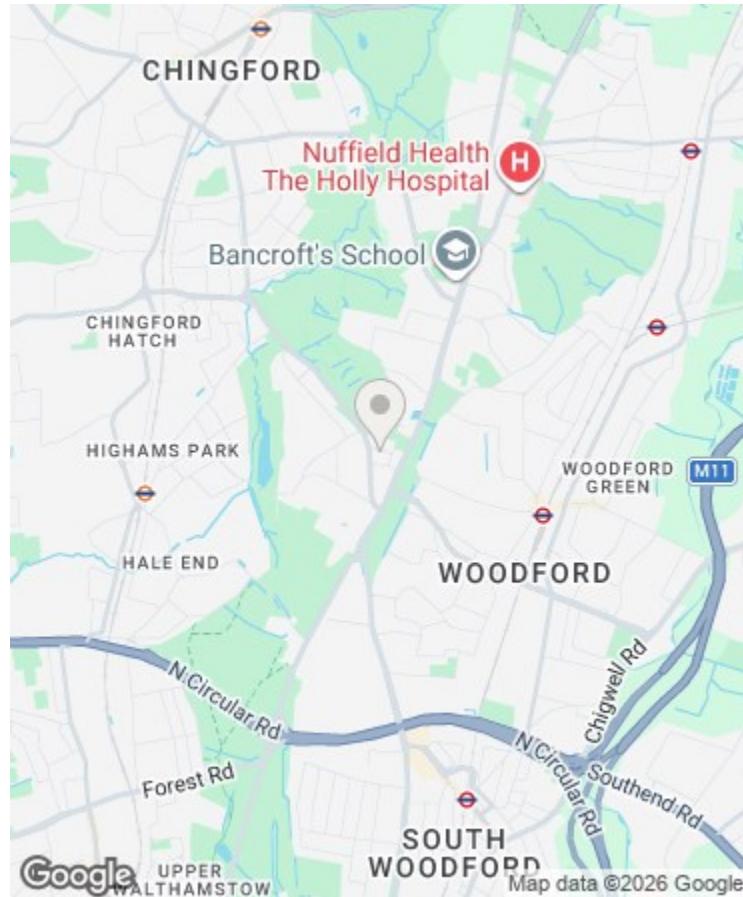 CHINGFORD
Nuffield Health
The Holly Hospital
H
Bancroft's School
CHINGFORD
HATCH
HIGHAMS PARK
WOODFORD
GREEN
M11
HALE END
WOODFORD
Chigwell Rd
N Circular Rd
N Circular Rd
Southend Rd
Forest Rd
SOUTH
WOODFORD
UPPER
WALTHAMSTOW
Google
Map data ©2026 Google